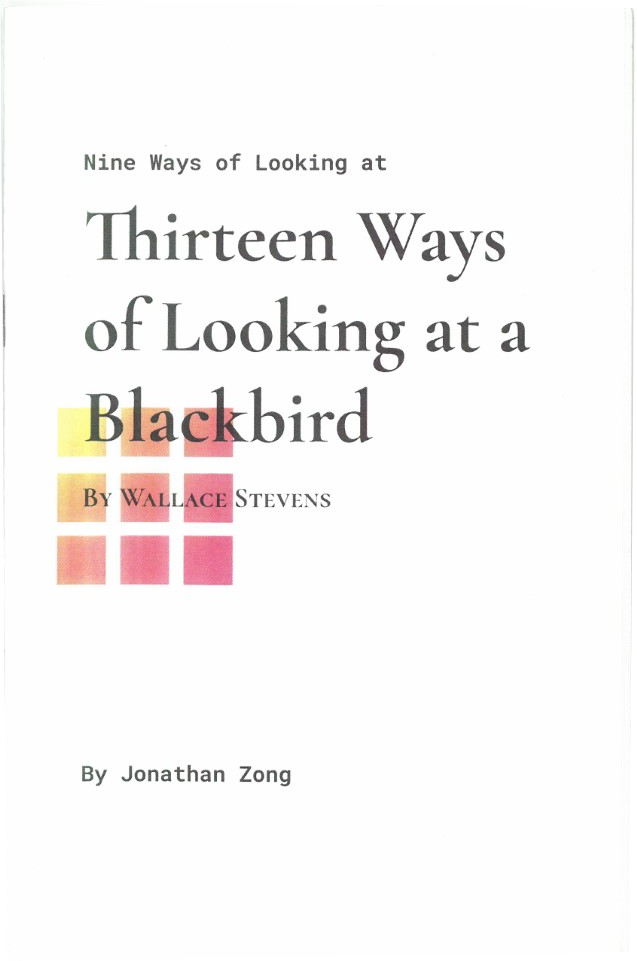 Nine Ways of Looking at
Thirteen Ways
of Looking at a
Blackbird
By Wallace Stevens
By Jonathan Zong